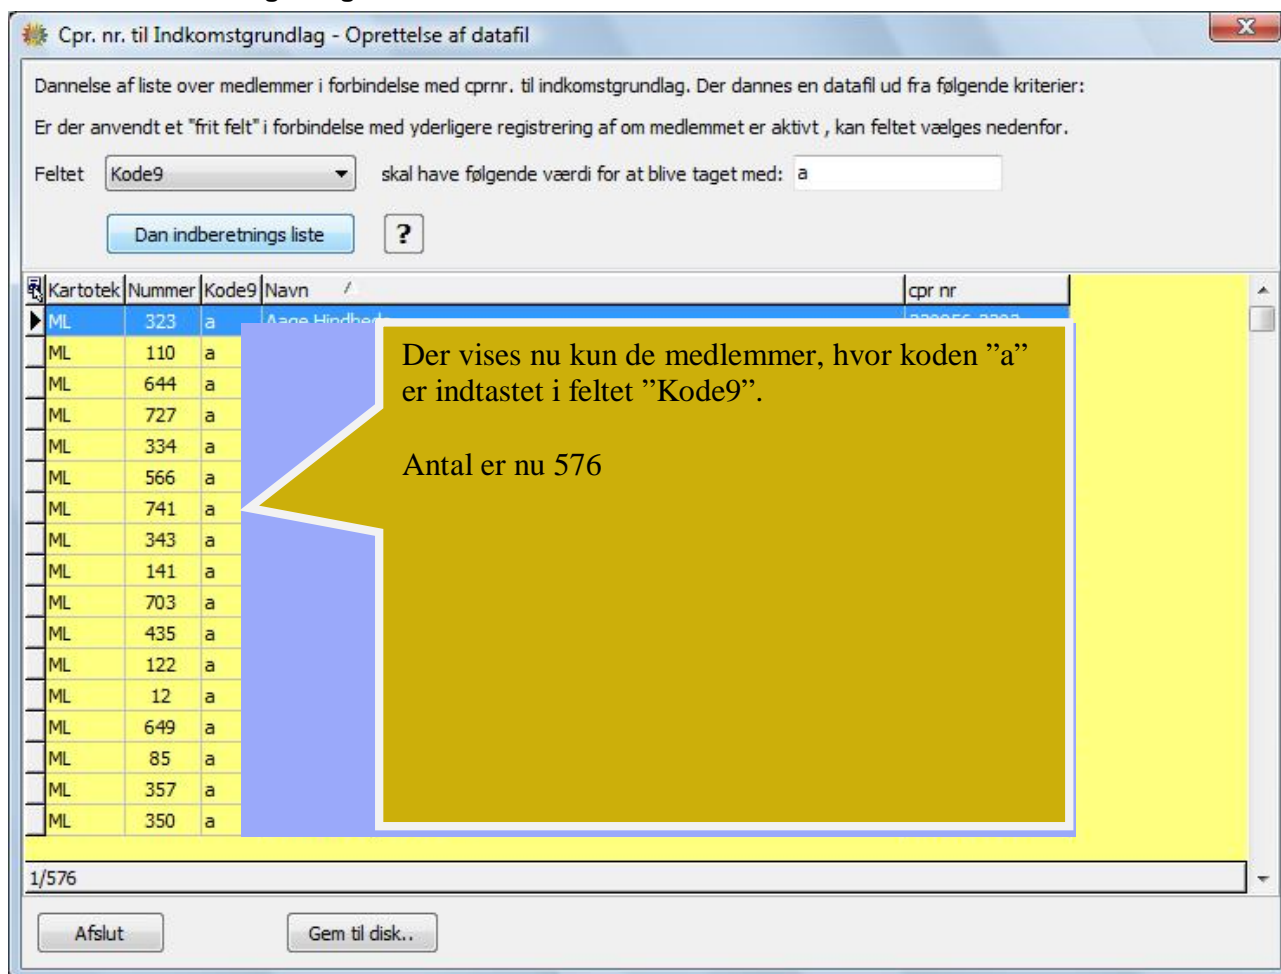 Cpr. nr. til Indkomstgrundlag - Oprettelse af datafil
Dannelse af liste over medlemmer i forbindelse med cprnr. til indkomstgrundlag. Der dannes en datafil ud fra følgende kriterier:
Er der anvendt et "frit felt" i forbindelse med yderligere registrering af om medlemmet er aktivt , kan feltet vælges nedenfor.
Feltet Kode9 skal have følgende værdi for at blive taget med: a
Dan indberetnings liste ?
Kartotek Nummer Kode9 Navn / cpr nr
ML 323 a Aage Hindhede
ML 110 a
ML 644 a
ML 727 a
ML 334 a
ML 566 a
ML 741 a
ML 343 a
ML 141 a
ML 703 a
ML 435 a
ML 122 a
ML 12 a
ML 649 a
ML 85 a
ML 357 a
ML 350 a
Der vises nu kun de medlemmer, hvor koden ”a”
er indtastet i feltet ”Kode9”.
Antal er nu 576
1/576
Afslut Gem til disk..